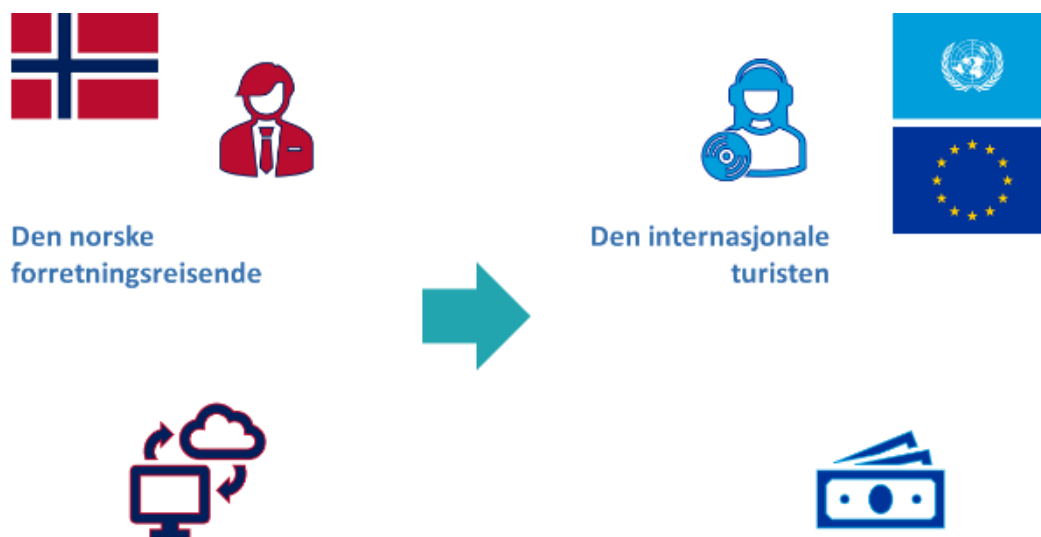 Den norske
forretningsreisende
Den internasjonale
turisten